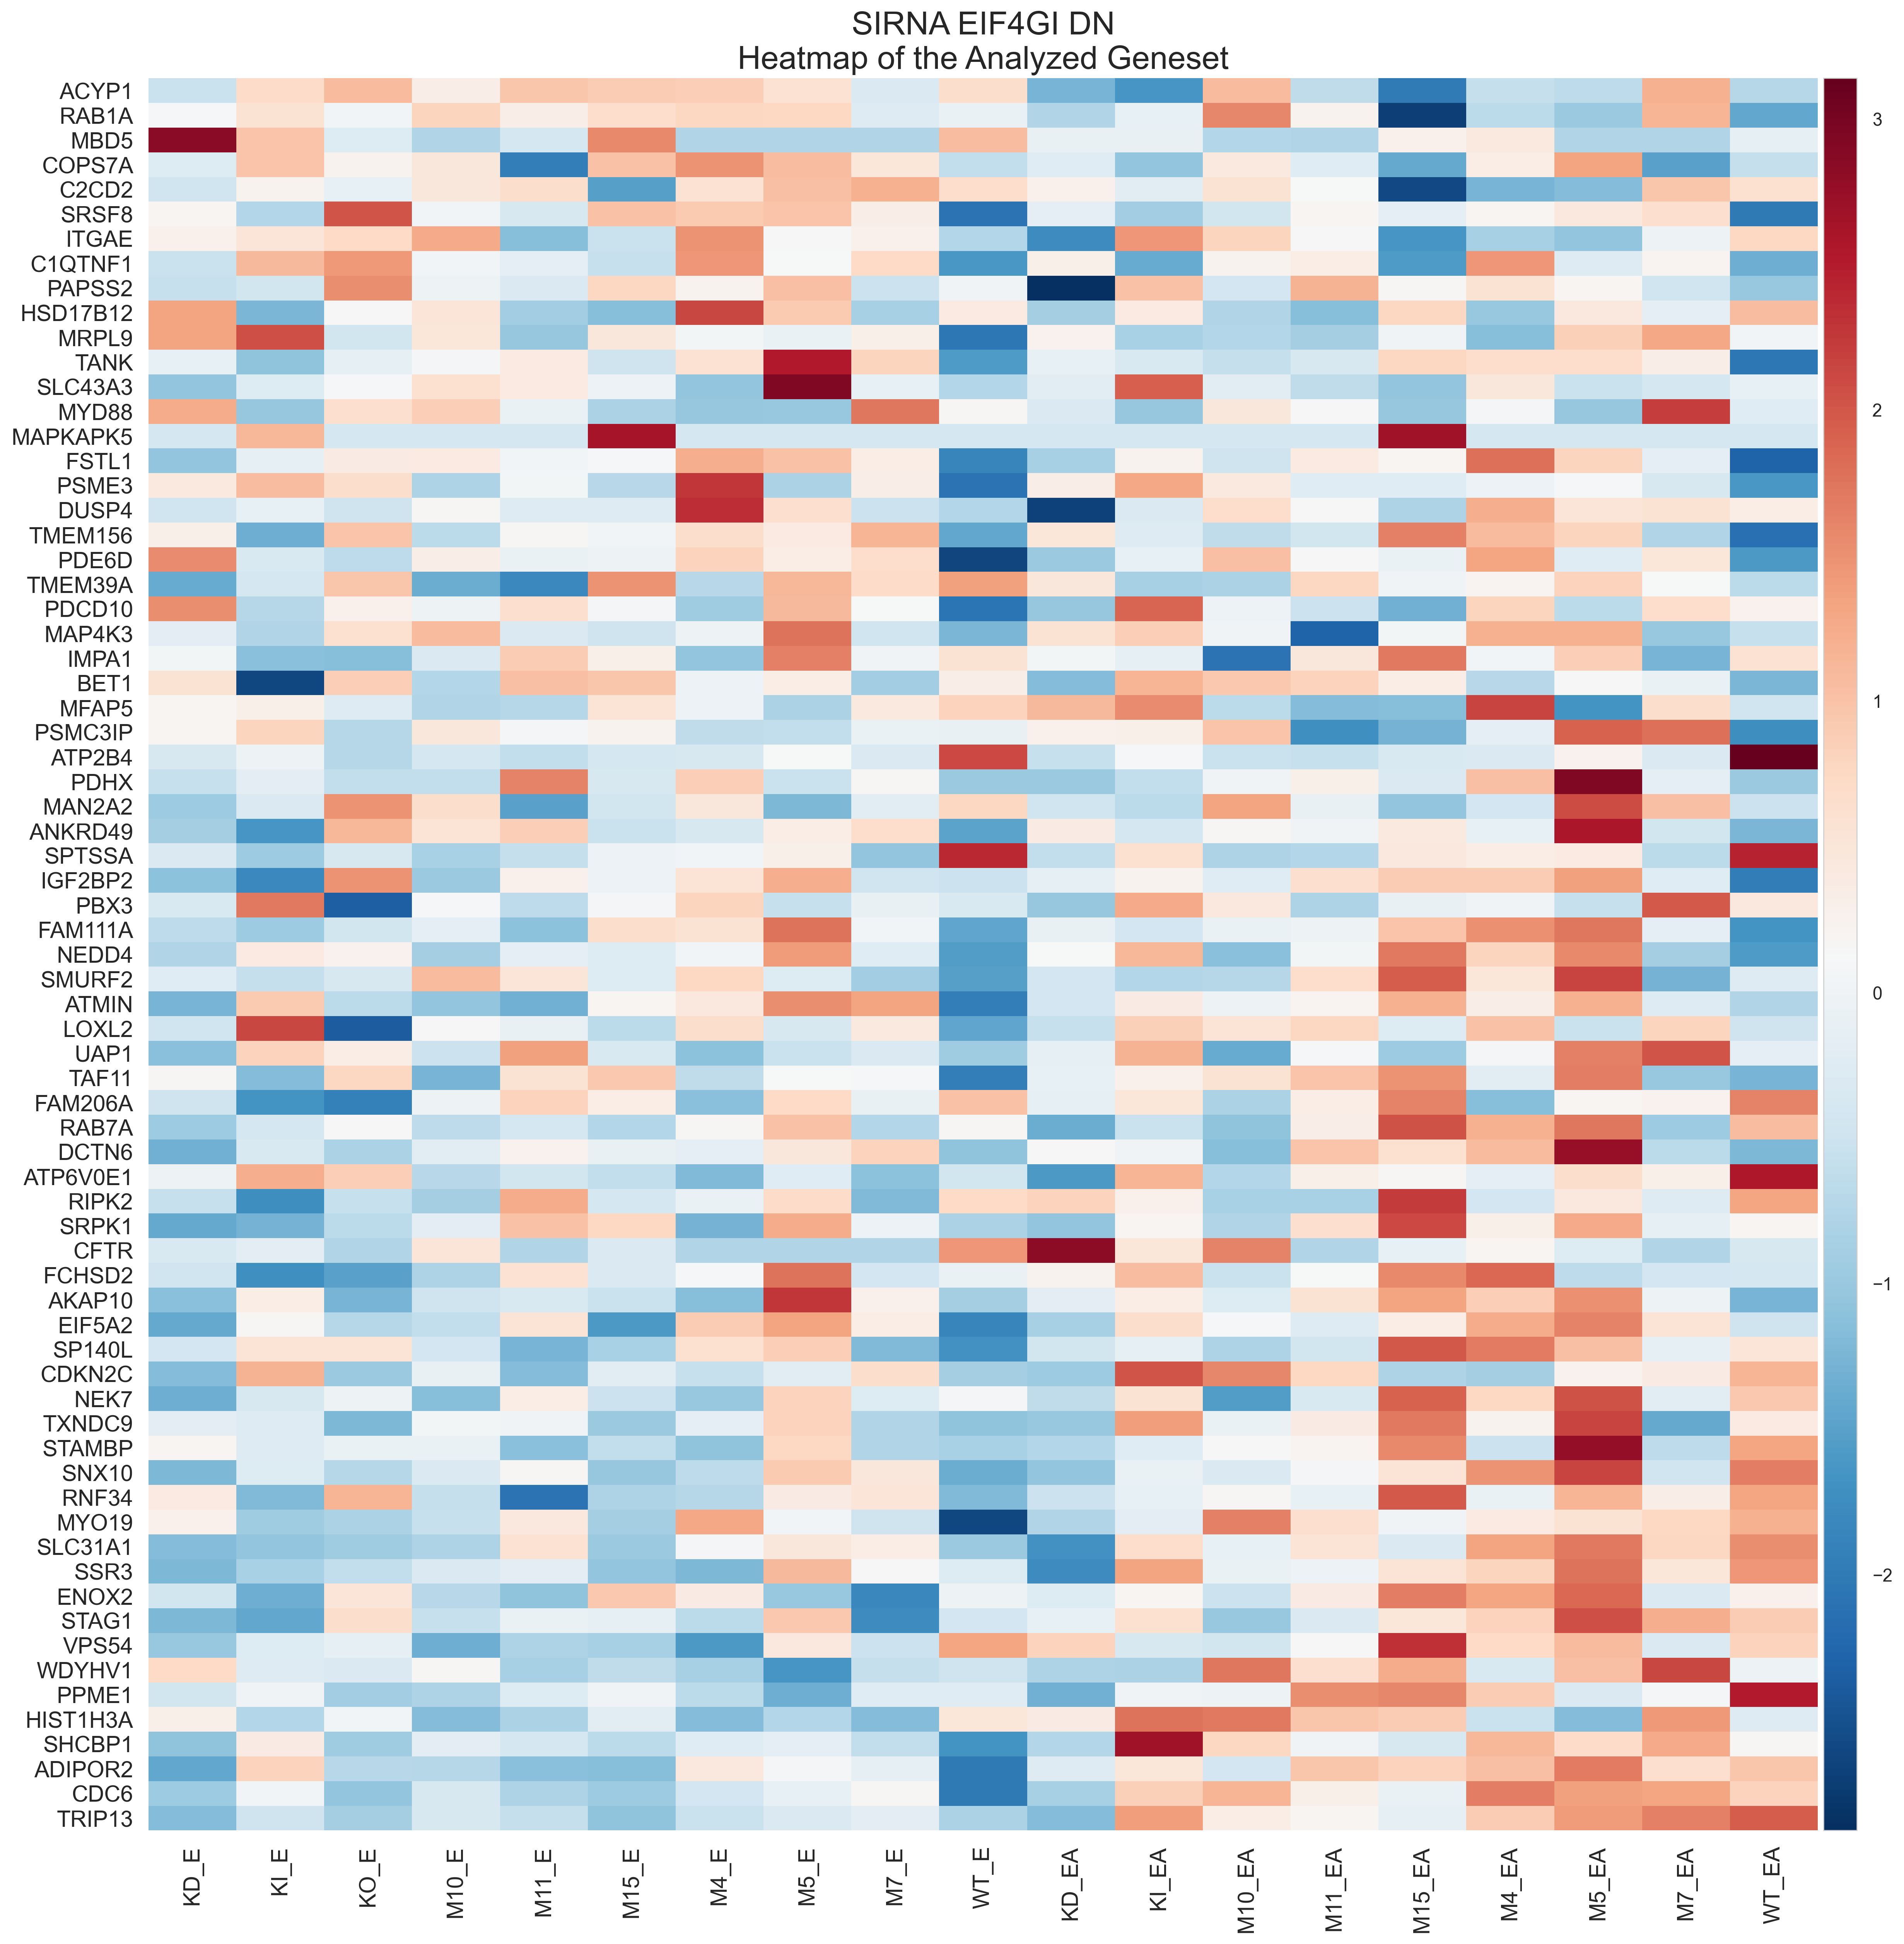 SIRNA EIF4GI DN
Heatmap of the Analyzed Geneset
ACYP1
RAB1A
MBD5
COPS7A
C2CD2
SRSF8
ITGAE
C1QTNF1
PAPSS2
HSD17B12
MRPL9
TANK
SLC43A3
MYD88
MAPKAPK5
FSTL1
PSME3
DUSP4
TMEM156
PDE6D
TMEM39A
PDCD10
MAP4K3
IMPA1
BET1
MFAP5
PSMC3IP
ATP2B4
PDHX
MAN2A2
ANKRD49
SPTSSA
IGF2BP2
PBX3
FAM111A
NEDD4
SMURF2
ATMIN
LOXL2
UAP1
TAF11
FAM206A
RAB7A
DCTN6
ATP6V0E1
RIPK2
SRPK1
CFTR
FCHSD2
AKAP10
EIF5A2
SP140L
CDKN2C
NEK7
TXNDC9
STAMBP
SNX10
RNF34
MYO19
SLC31A1
SSR3
ENOX2
STAG1
VPS54
WDYHV1
PPME1
HIST1H3A
SHCBP1
ADIPOR2
CDC6
TRIP13
KD_E
KI_E
KO_E
M10_E
M11_E
M15_E
M4_E
M5_E
M7_E
WT_E
KD_EA
KI_EA
M10_EA
M11_EA
M15_EA
M4_EA
M5_EA
M7_EA
WT_EA
3
2
1
0
−1
−2